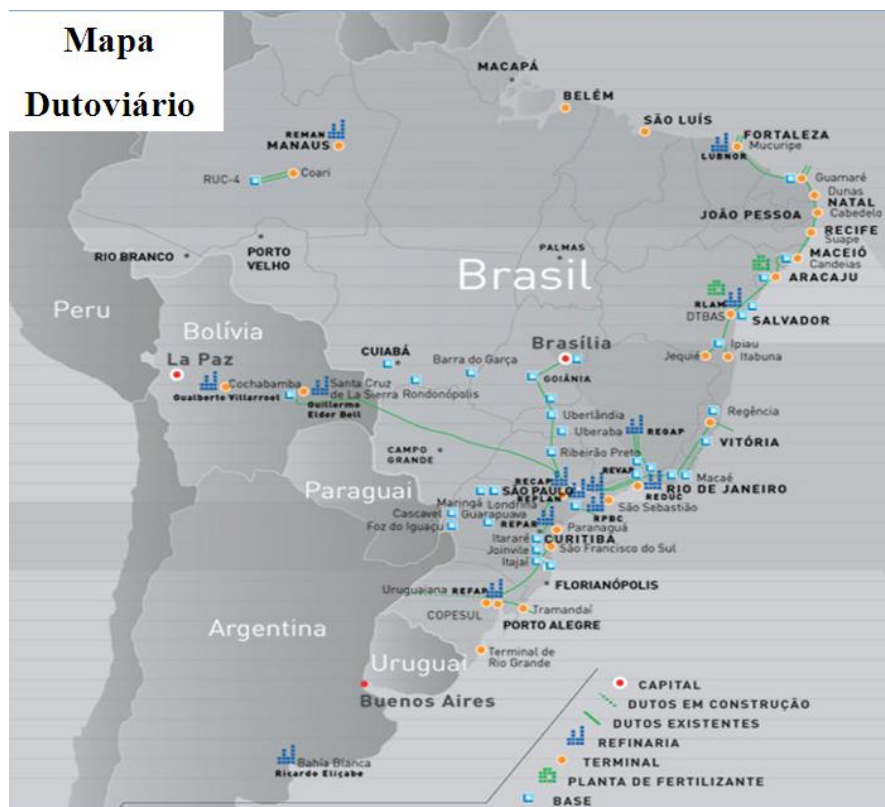 Mapa
Dutoviário
MACAPÁ
BELÉM
SÃO LUÍS
FORTALEZA
Mucuripe
LUBNOR
REMAN
MANAUS
RUC-4
Coari
Guamaré
Dunas
NATAL
JOÃO PESSOA
Cabedelo
RECIFE
Suape
RIO BRANCO
PORTO
VELHO
PALMAS
MACEIÓ
Candeias
ARACAJU
Brasil
Peru
RLAM
DTBAS
SALVADOR
Bolívia
La Paz
CUIABÁ
Barra do Garça
Brasília
Ipiau
Jequié
Itabuna
Cochabamba
Gualberto Villarroel
Santa Cruz
de La Sierra
Guillermo
Elder Bell
Rondonópolis
GOIÂNIA
Uberlândia
Uberaba
REGAP
Regência
VITÓRIA
CAMPO
GRANDE
Ribeirão Preto
Paraguai
RECAP
SÃO PAULO
REPLAN
REVAP
Macaé
RIO DE JANEIRO
REDUC
São Sebastião
RPBC
Maringá
Londrina
Cascavel
Guarapuava
Foz do Iguaçu
REPAR
Paranaguá
Itararé
CURITIBA
Joinvile
São Francisco do Sul
Itajaí
FLORIANÓPOLIS
Uruguaiana
REFAP
COPESUL
Tramandaí
PORTO ALEGRE
Argentina
Uruguai
Terminal de
Rio Grande
Buenos Aires
Bahía Blanca
Ricardo Eliçabe
CAPITAL
DUTOS EM CONSTRUÇÃO
DUTOS EXISTENTES
REFINARIA
TERMINAL
PLANTA DE FERTILIZANTE
BASE